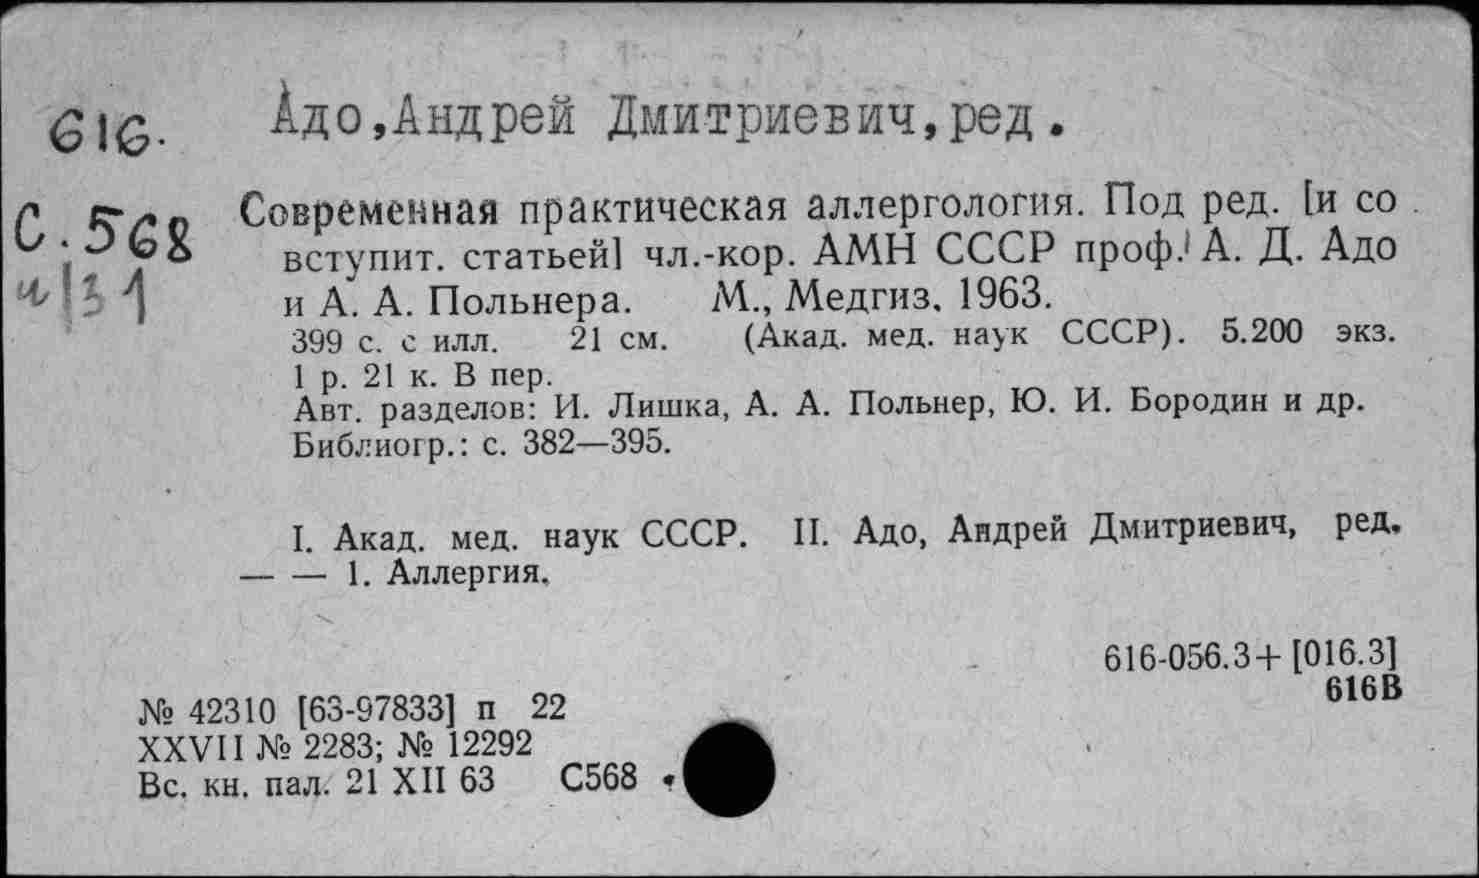 616. Адо,Андрей Дмитриевич,ред.
С.568 Современная практическая аллергология. Под ред. [и со
вступит. статьей] чл.-кор. АМН СССР проф. А. Д. Адо
и А. А. Польнера. М., Медгиз, 1963.
399 с. с илл. 21 см. (Акад. мед. наук СССР). 5.200 экз.
1 р. 21 к. В пер.
Авт. разделов: И. Лишка, А. А. Польнер, Ю. И. Бородин и др.
Библиогр.: с. 382—395.
I. Акад. мед. наук СССР. II. Адо, Андрей Дмитриевич, ред.
— — 1. Аллергия.
616-056.3+[016.3]
616В
№ 42310 [63-97833] п 22
XXVII № 2283; № 12292
Вс. кн. пал. 21 XII 63 С568